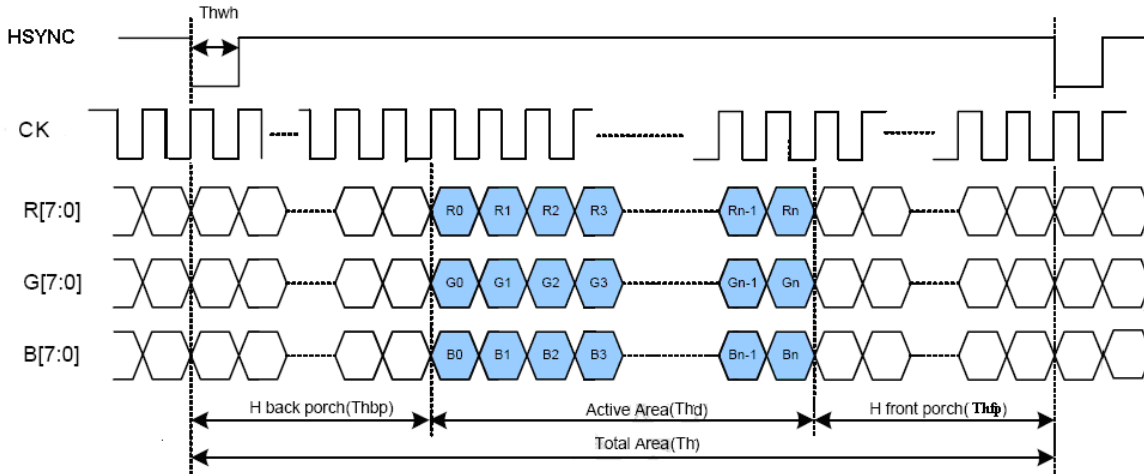 Thwh
HSYNC
CK
R[7:0]
R0 R1 R2 R3 Rn-1 Rn
G[7:0]
G0 G1 G2 G3 Gn-1 Gn
B[7:0]
B0 B1 B2 B3 Bn-1 Bn
H back porch(Thbp)
Active Area(Thd)
H front porch( Thfp)
Total Area(Th)